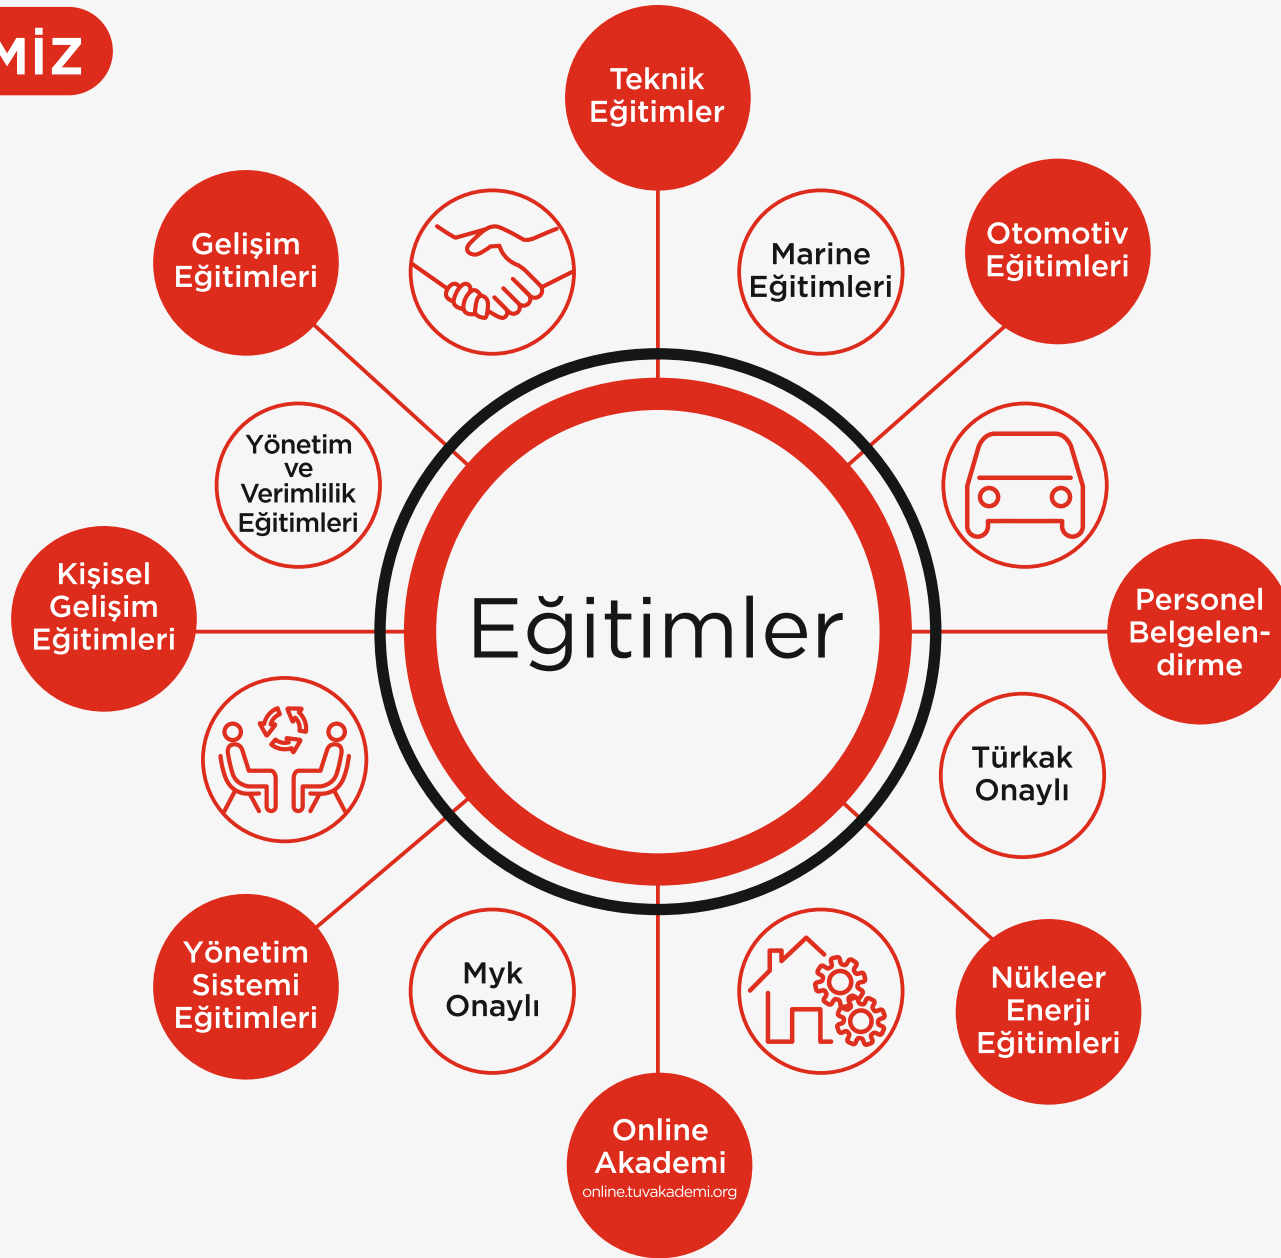 MİZ
Teknik
Eğitimler
Gelişim
Eğitimleri
Marine
Eğitimleri
Otomotiv
Eğitimleri
Yönetim
ve
Verimlilik
Eğitimleri
Kişisel
Gelişim
Eğitimleri
Eğitimler
Personel
Belgelen-
dirme
Türkak
Onaylı
Yönetim
Sistemi
Eğitimleri
Myk
Onaylı
Nükleer
Enerji
Eğitimleri
Online
Akademi
online.tuvakademi.org